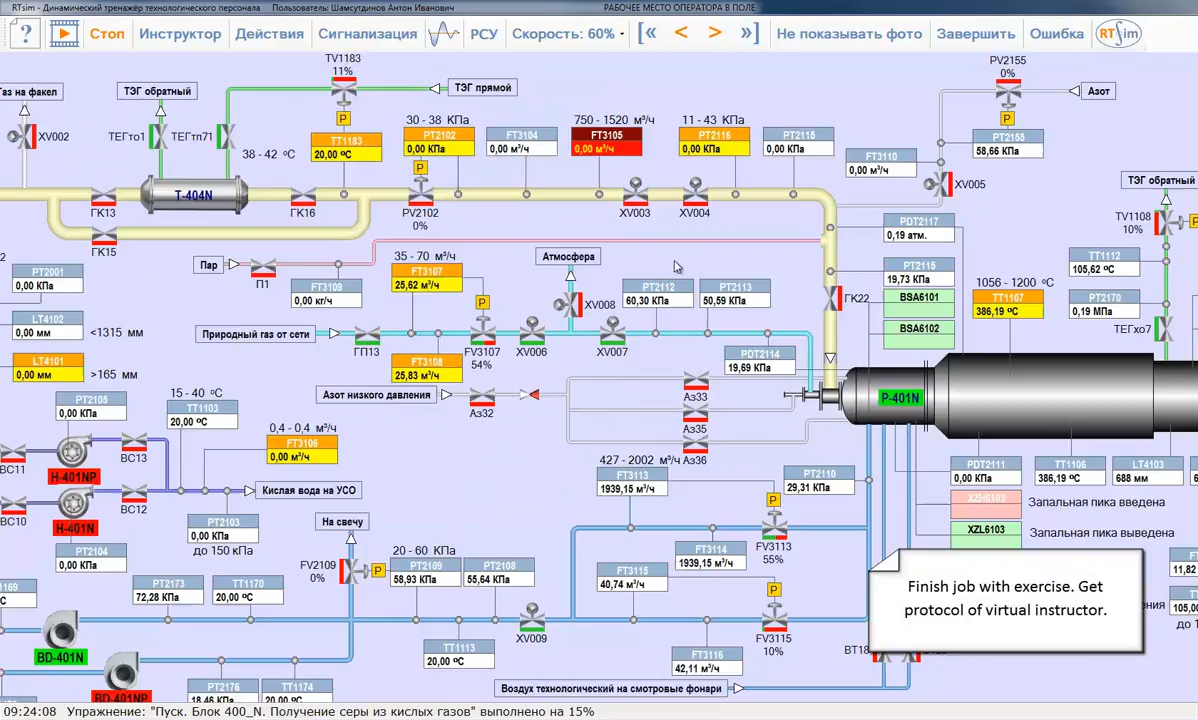 RTsim - Динамический тренажёр технологического персонала Пользователь: Шамсутдинов Антон Иванович РАБОЧЕЕ МЕСТО ОПЕРАТОРА В ПОЛЕ
? Стоп Инструктор Действия Сигнализация РСУ Скорость: 60% Не показывать фото Завершить Ошибка RTSim
TV1183
11%
PV2155
0%
Газ на факел
ТЭГ обратный
ТЭГ прямой
Азот
XV002
ТЕГто1
ТЕГтп71
P
30 - 38 КПа
750 - 1520 м³/ч
11 - 43 КПа
P
TT1183
20,00 ºC
PT2102
0,00 КПа
FT3104
0,00 м³/ч
FT3105
0,00 м³/ч
PT2116
0,00 КПа
PT2115
0,00 КПа
PT2155
58,66 КПа
38 - 42 ºC
FT3110
0,00 м³/ч
XV005
ТЭГ обратный
T-404N
P
ГК13
ГК16
PV2102
0%
XV003
XV004
ГК15
PDT2117
0,19 атм.
TV1108
10%
P
35 - 70 м³/ч
Атмосфера
Пар
П1
FT3107
25,62 м³/ч
TT1112
105,62 ºC
PT2115
19,73 КПа
PT2001
0,00 КПа
FT3109
0,00 кг/ч
PT2112
60,30 КПа
PT2113
50,59 КПа
1056 - 1200 ºC
TT1107
386,19 ºC
PT2170
0,19 МПа
ГК22
BSA6101
P
XV008
LT4102
0,00 мм
<1315 мм
Природный газ от сети
BSA6102
ТЕГхо7
ГП13
FV3107
54%
XV006
XV007
LT4101
0,00 мм
>165 мм
FT3108
25,83 м³/ч
PDT2114
19,69 КПа
15 - 40 ºC
Азот низкого давления
Аз32
Аз33
P-401N
PT2105
0,00 КПа
TT1103
20,00 ºC
0,4 - 0,4 м³/ч
Аз35
FT3106
0,00 м³/ч
ВС11
ВС13
427 - 2002 м³/ч
Аз36
H-401NP
FT3113
1939,15 м³/ч
PT2110
29,31 КПа
PDT2111
0,00 КПа
TT1106
386,19 ºC
LT4103
688 мм
Кислая вода на УСО
ВС10
ВС12
H-401N
P
XZH6103
Запальная пика введена
PT2103
0,00 КПа
до 150 кПа
На свечу
XZL6103
Запальная пика выведена
PT2104
0,00 КПа
20 - 60 КПа
FT3114
1939,15 м³/ч
FV3113
55%
FV2109
0%
P
PT2109
58,93 КПа
PT2108
55,64 КПа
FT3115
40,74 м³/ч
P
11,82
Finish job with exercise. Get
protocol of virtual instructor.
PT2173
72,28 КПа
TT1170
20,00 ºC
XV009
FV3115
10%
BD-401N
TT1113
20,00 ºC
FT3116
42,11 м³/ч
PT2176
18,46 КПа
TT1174
20,00 ºC
BD-401NP
Воздух технологический на смотровые фонари
09:24:08 Упражнение: "Пуск. Блок 400_N. Получение серы из кислых газов" выполнено на 15%